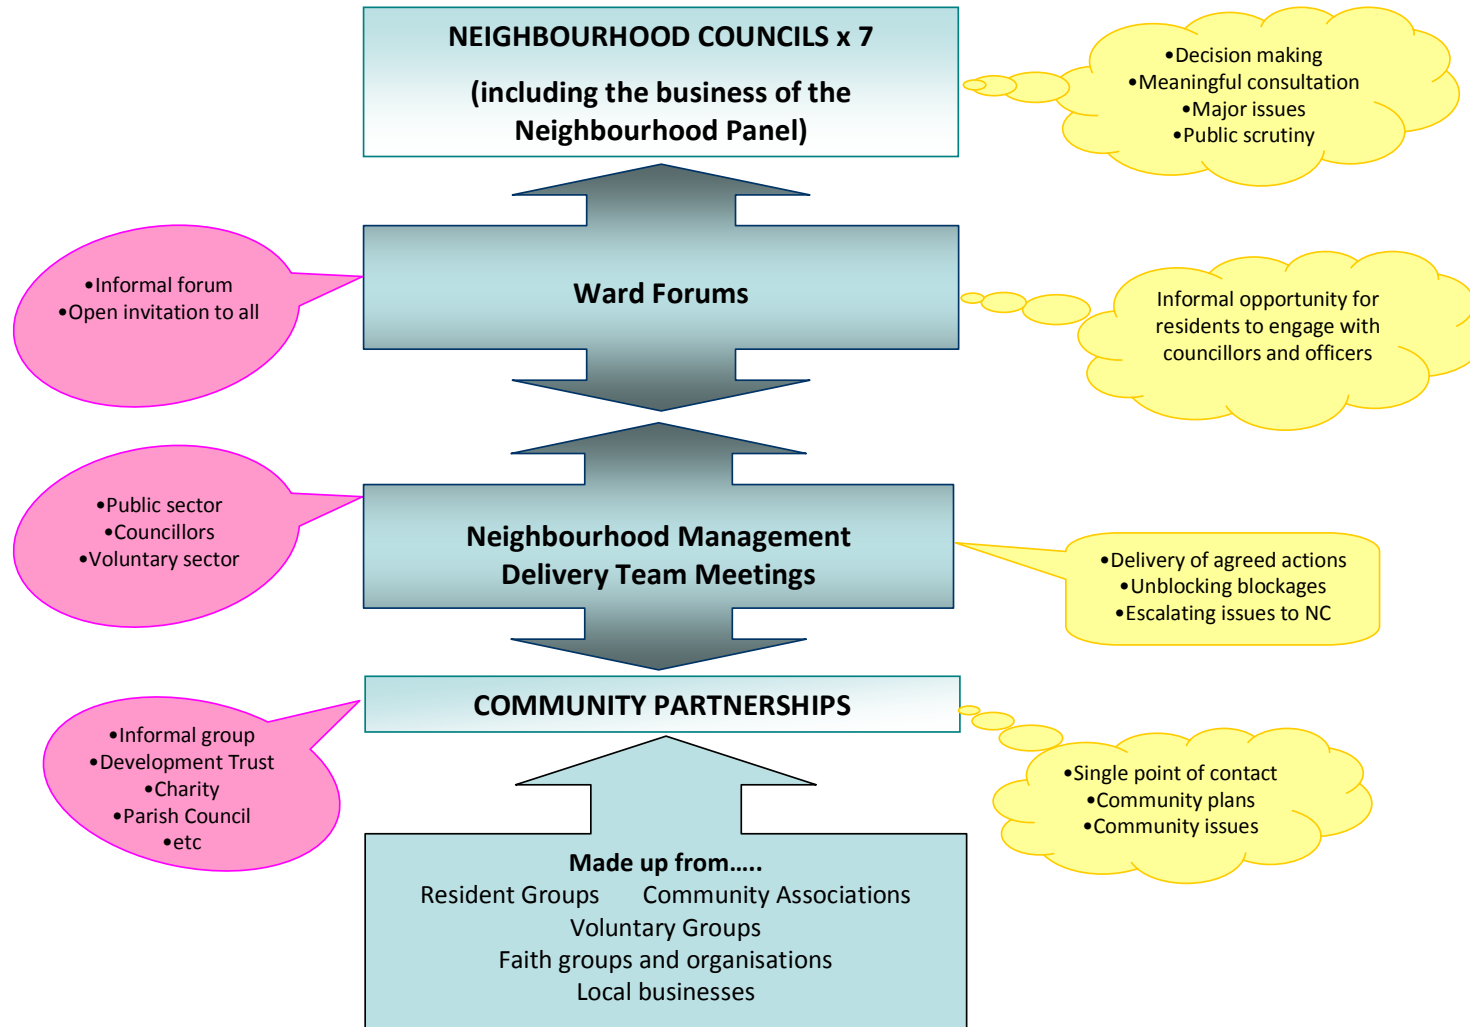 NEIGHBOURHOOD COUNCILS x 7
(including the business of the
Neighbourhood Panel)
•Decision making
•Meaningful consultation
•Major issues
•Public scrutiny
•Informal forum
•Open invitation to all
Ward Forums
Informal opportunity for
residents to engage with
councillors and officers
•Public sector
•Councillors
•Voluntary sector
Neighbourhood Management
Delivery Team Meetings
•Delivery of agreed actions
•Unblocking blockages
•Escalating issues to NC
COMMUNITY PARTNERSHIPS
•Informal group
•Development Trust
•Charity
•Parish Council
•etc
•Single point of contact
•Community plans
•Community issues
Made up from…..
Resident Groups Community Associations
Voluntary Groups
Faith groups and organisations
Local businesses